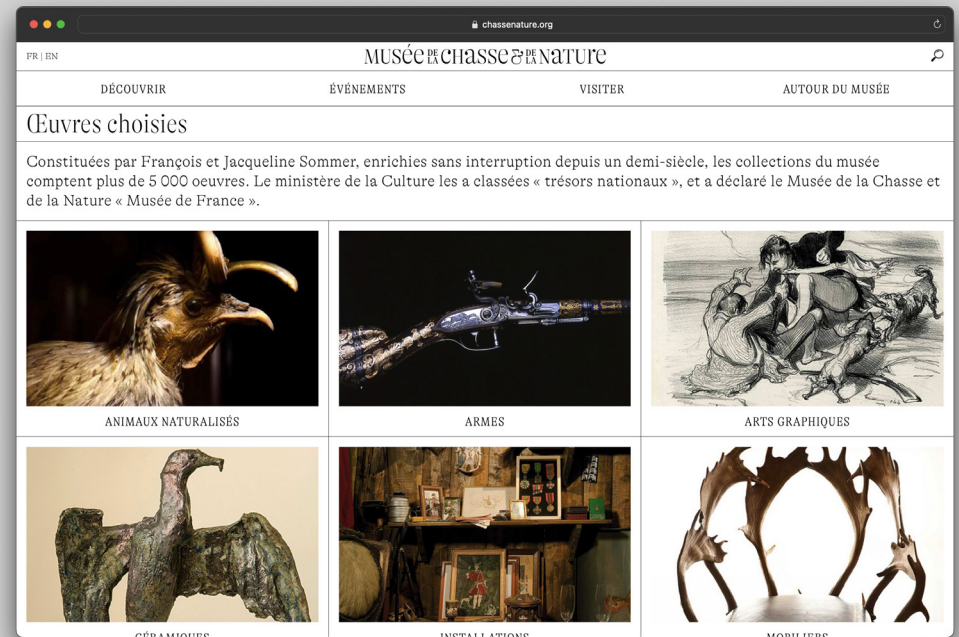 chassenature.org
FR | EN
MUSÉE DE LA CHASSE & DE LA NATURE
DÉCOUVRIR
ÉVÉNEMENTS
VISITER
AUTOUR DU MUSÉE
Œuvres choisies
Constituées par François et Jacqueline Sommer, enrichies sans interruption depuis un demi-siècle, les collections du musée
comptent plus de 5 000 oeuvres. Le ministère de la Culture les a classées « trésors nationaux », et a déclaré le Musée de la Chasse et
de la Nature « Musée de France ».
ANIMAUX NATURALISÉS
ARMES
ARTS GRAPHIQUES
CÉRAMIQUES
INSTALLATIONS
MOBILIERS